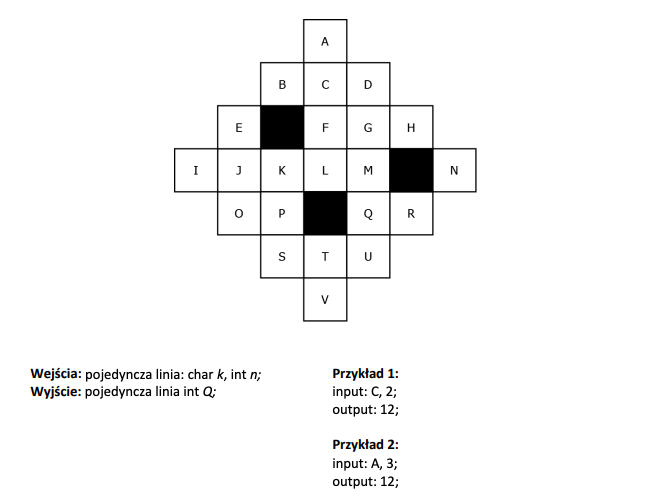 A
B C D
E F G H
I J K L M N
O P Q R
S T U
V
Wejścia: pojedyncza linia: char k, int n;
Wyjście: pojedyncza linia int Q;
Przykład 1:
input: C, 2;
output: 12;
Przykład 2:
input: A, 3;
output: 12;